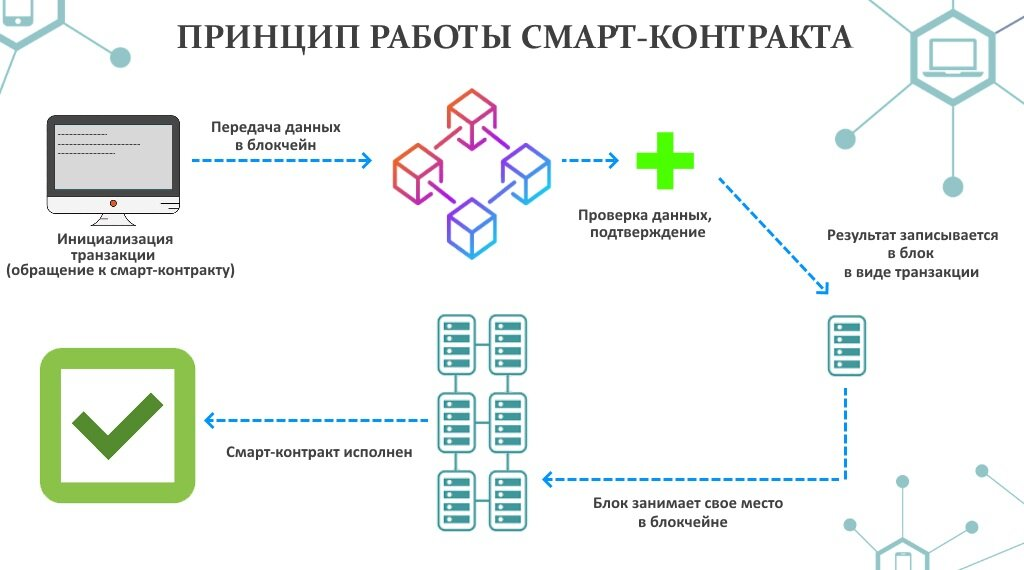 ПРИНЦИП РАБОТЫ СМАРТ-КОНТРАКТА
Передача данных
в блокчейн
Инициализация
транзакции
(обращение к смарт-контракту)
Проверка данных,
подтверждение
Результат записывается
в блок
в виде транзакции
Смарт-контракт исполнен
Блок занимает свое место
в блокчейне